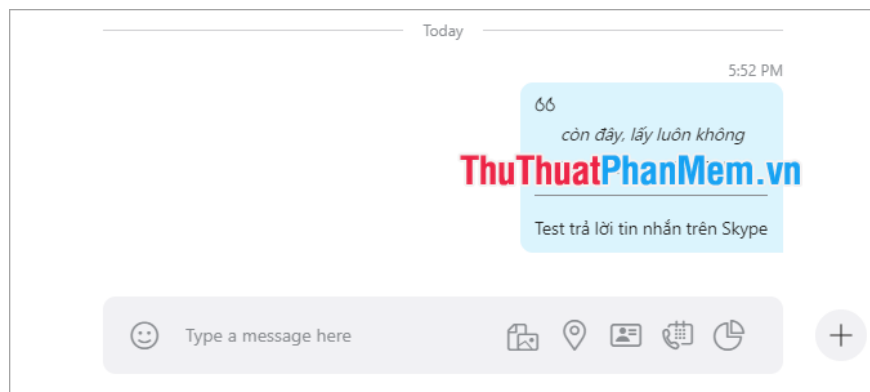 Today
5:52 PM
còn đây, lấy luôn không
ThuThuatPhanMem.vn
Test trả lời tin nhắn trên Skype
Type a message here